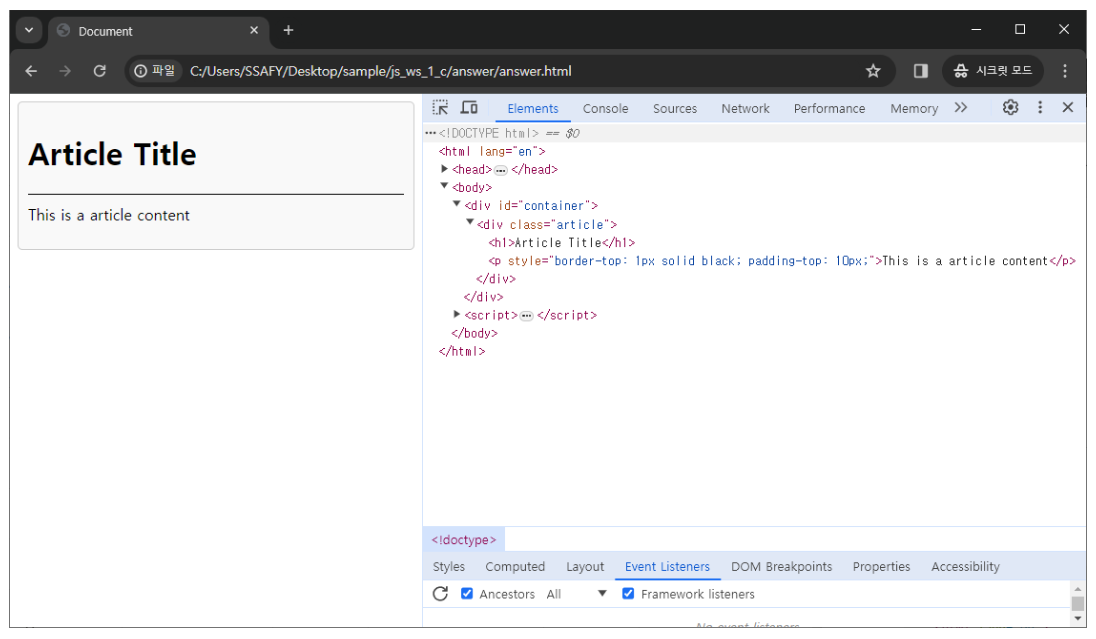 Document
파일 C:/Users/SSAFY/Desktop/sample/js_ws_1_c/answer/answer.html 시크릿 모드
Article Title
This is a article content
Elements Console Sources Network Performance Memory
<!DOCTYPE html> == $0
<html lang="en">
<head> </head>
<body>
<div id="container">
<div class="article">
<h1>Article Title</h1>
<p style="border-top: 1px solid black; padding-top: 10px;">This is a article content</p>
</div>
</div>
<script> </script>
</body>
</html>
<!doctype>
Styles Computed Layout Event Listeners DOM Breakpoints Properties Accessibility
Ancestors All Framework listeners
No event listeners